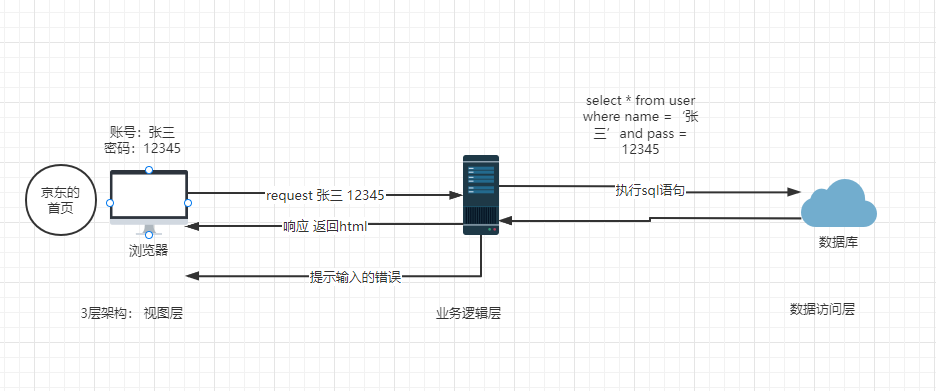 select * from user
where name =‘张
三’and pass =
12345
账号：张三
密码：12345
京东的
首页
request 张三 12345
执行sql语句
响应 返回html
浏览器
数据库
提示输入的错误
3层架构： 视图层
业务逻辑层
数据访问层